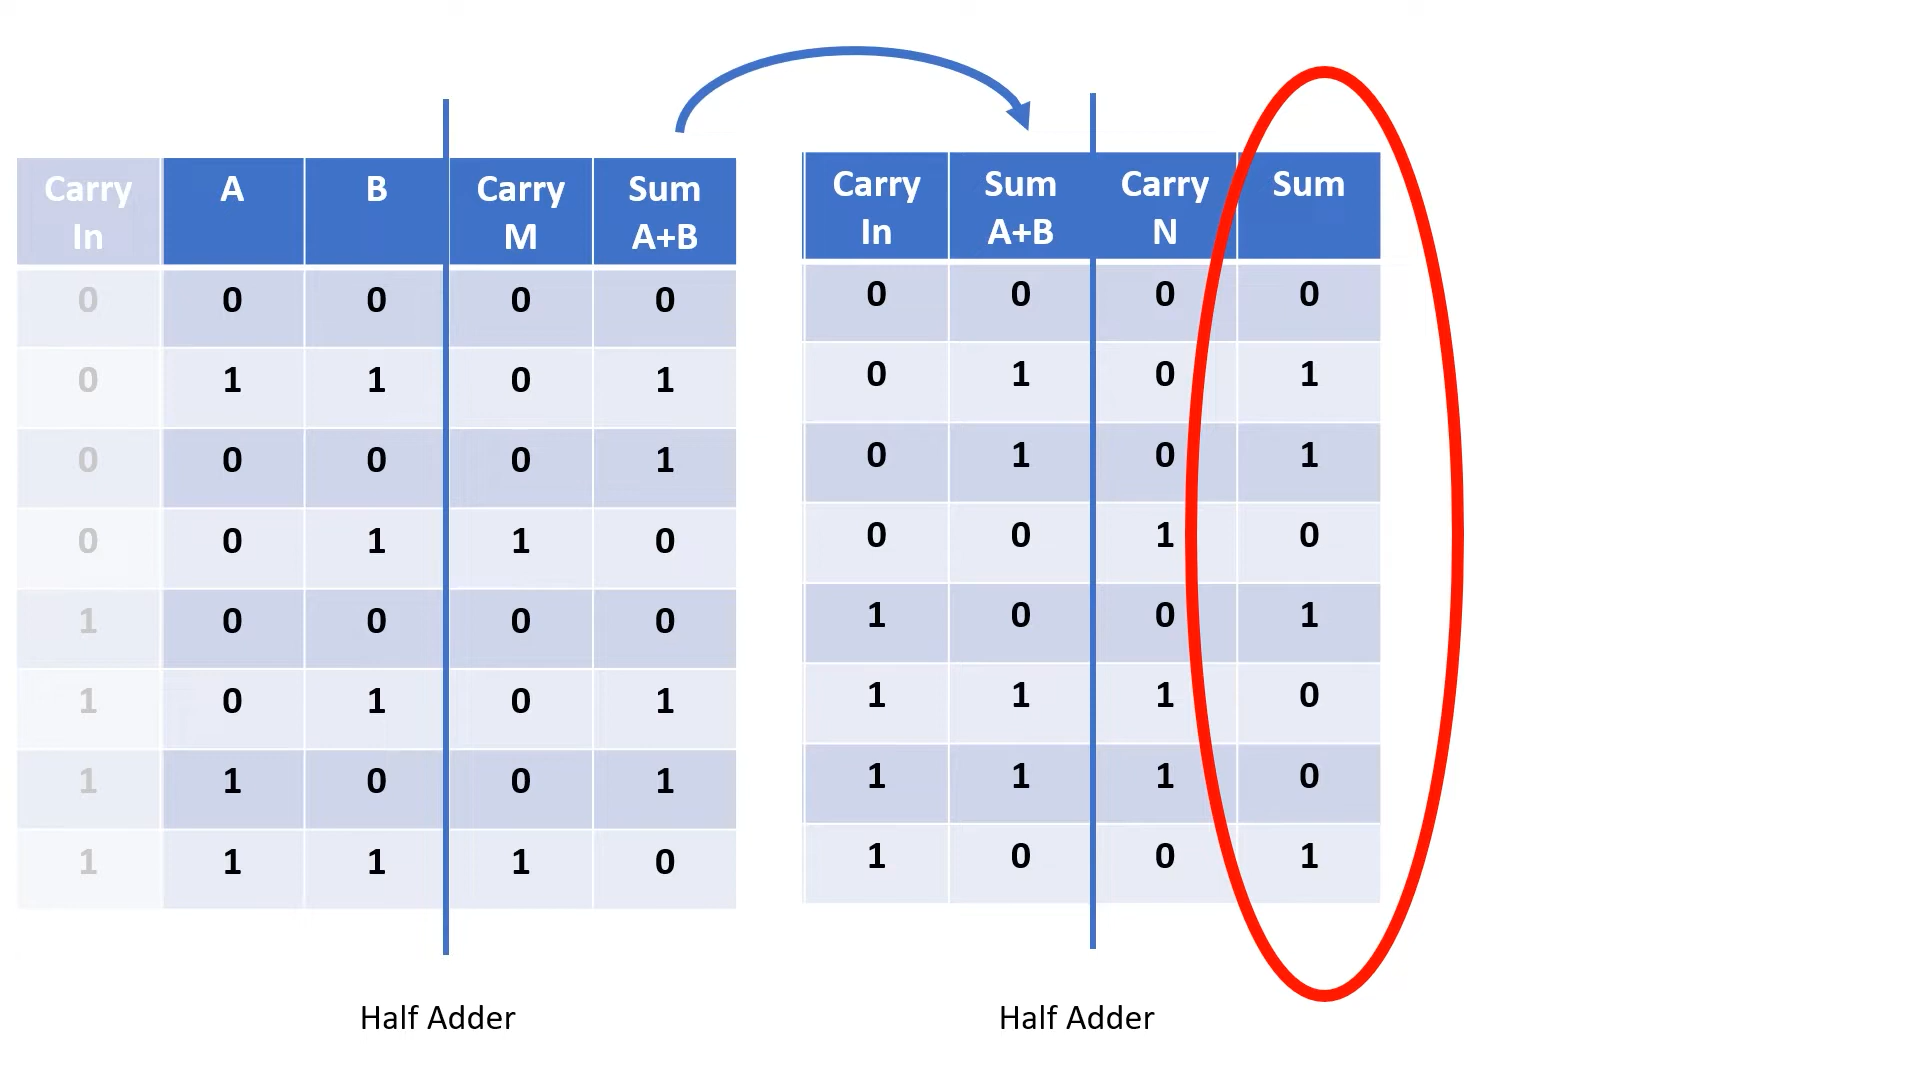 Carry In A B Carry M Sum A+B
0 0 0 0 0
0 1 1 0 1
0 0 0 0 1
0 0 1 1 0
1 0 0 0 0
1 0 1 0 1
1 1 0 0 1
1 1 1 1 0
Half Adder
Carry In Sum A+B Carry N Sum
0 0 0 0
0 1 0 1
0 1 0 1
0 0 1 0
1 0 0 1
1 1 1 0
1 1 1 0
1 0 0 1
Half Adder